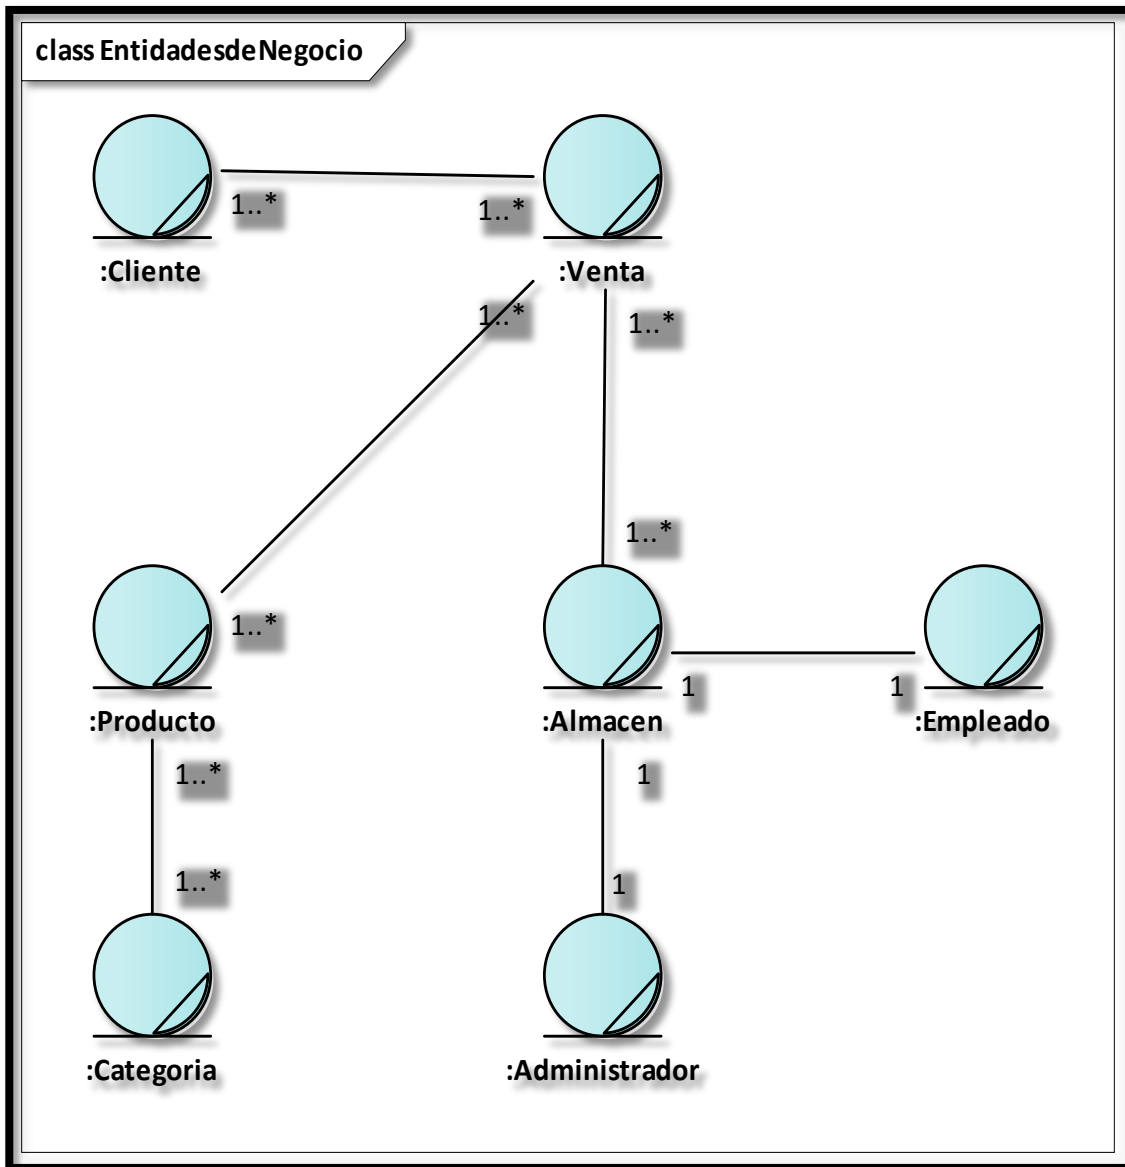 class EntidadesdeNegocio
1..*
1..*
:Cliente
:Venta
1..*
1..*
1..*
1..*
1
1
:Producto
:Almacen
:Empleado
1..*
1
1..*
1
:Categoria
:Administrador